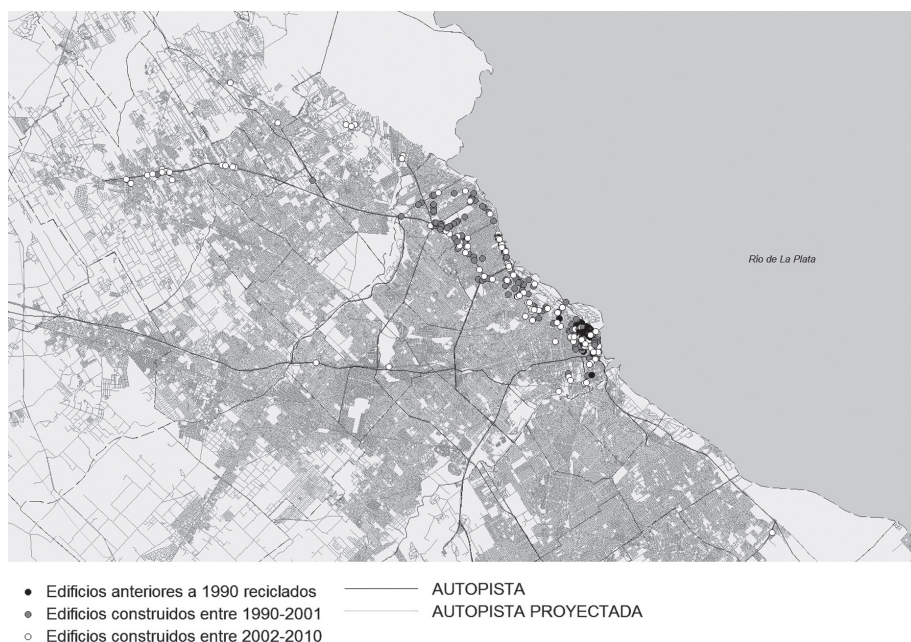 Río de La Plata
Edificios anteriores a 1990 reciclados
Edificios construidos entre 1990-2001
Edificios construidos entre 2002-2010
AUTOPISTA
AUTOPISTA PROYECTADA